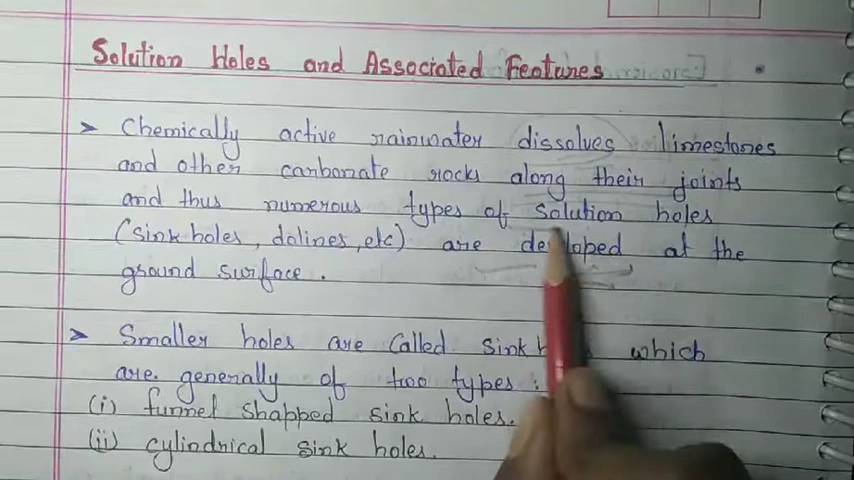 Solution Holes and Associated Features
➤ Chemically active rainwater dissolves limestones
and other carbonate rocks along their joints
and thus numerous types of solution holes
(sink holes, dolines, etc) are developed at the
ground surface.
➤ Smaller holes are called sink which
are generally of two types :
(i) funnel shapped sink holes.
(ii) cylindrical sink holes.